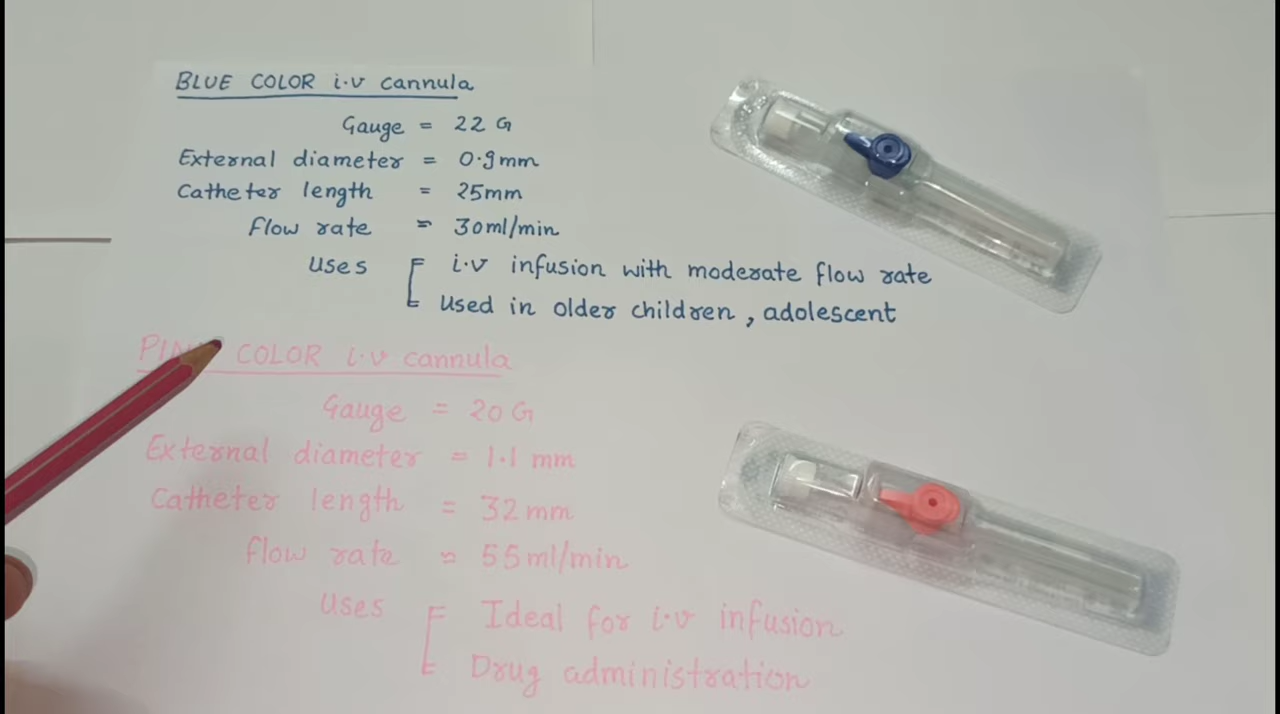 BLUE COLOR i.v cannula
Gauge = 22 G
External diameter = 0.9mm
Catheter length = 25mm
flow rate ≈ 30ml/min
Uses [ i.v infusion with moderate flow rate
used in older children, adolescent
PINK COLOR i.v cannula
Gauge = 20 G
External diameter = 1.1 mm
Catheter length = 32mm
flow rate ≈ 55ml/min
Uses [ Ideal for i.v infusion
Drug administration